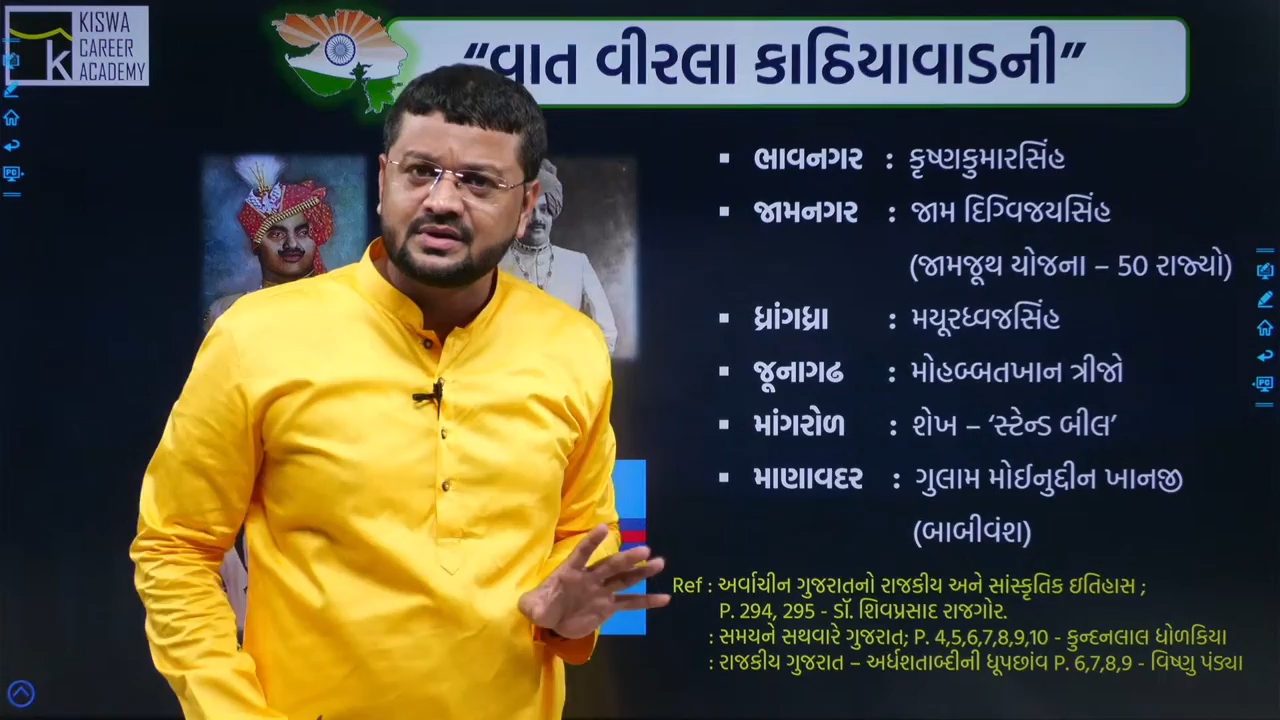 KISWA
CAREER
ACADEMY
k
“વાત વીરલા કાઠિયાવાડની”
▪ ભાવનગર : કૃષ્ણકુમારસિંહ
▪ જામનગર : જામ દિગ્વિજયસિંહ
(જામજૂથ યોજના – 50 રાજ્યો)
▪ ધ્રાંગધ્રા : મયૂરધ્વજસિંહ
▪ જૂનાગઢ : મોહબ્બતખાન ત્રીજો
▪ માંગરોળ : શેખ – ‘સ્ટેન્ડ બીલ’
▪ માણાવદર : ગુલામ મોઈનુદ્દીન ખાનજી
(બાબીવંશ)
Ref : અર્વાચીન ગુજરાતનો રાજકીય અને સાંસ્કૃતિક ઇતિહાસ ;
P. 294, 295 - ડૉ. શિવપ્રસાદ રાજગોર.
: સમયને સથવારે ગુજરાત; P. 4,5,6,7,8,9,10 - કુન્દનલાલ ધોળકિયા
: રાજકીય ગુજરાત – અર્ધશતાબ્દીની ધૂપછાંવ P. 6,7,8,9 - વિષ્ણુ પંડ્યા
PC
PC